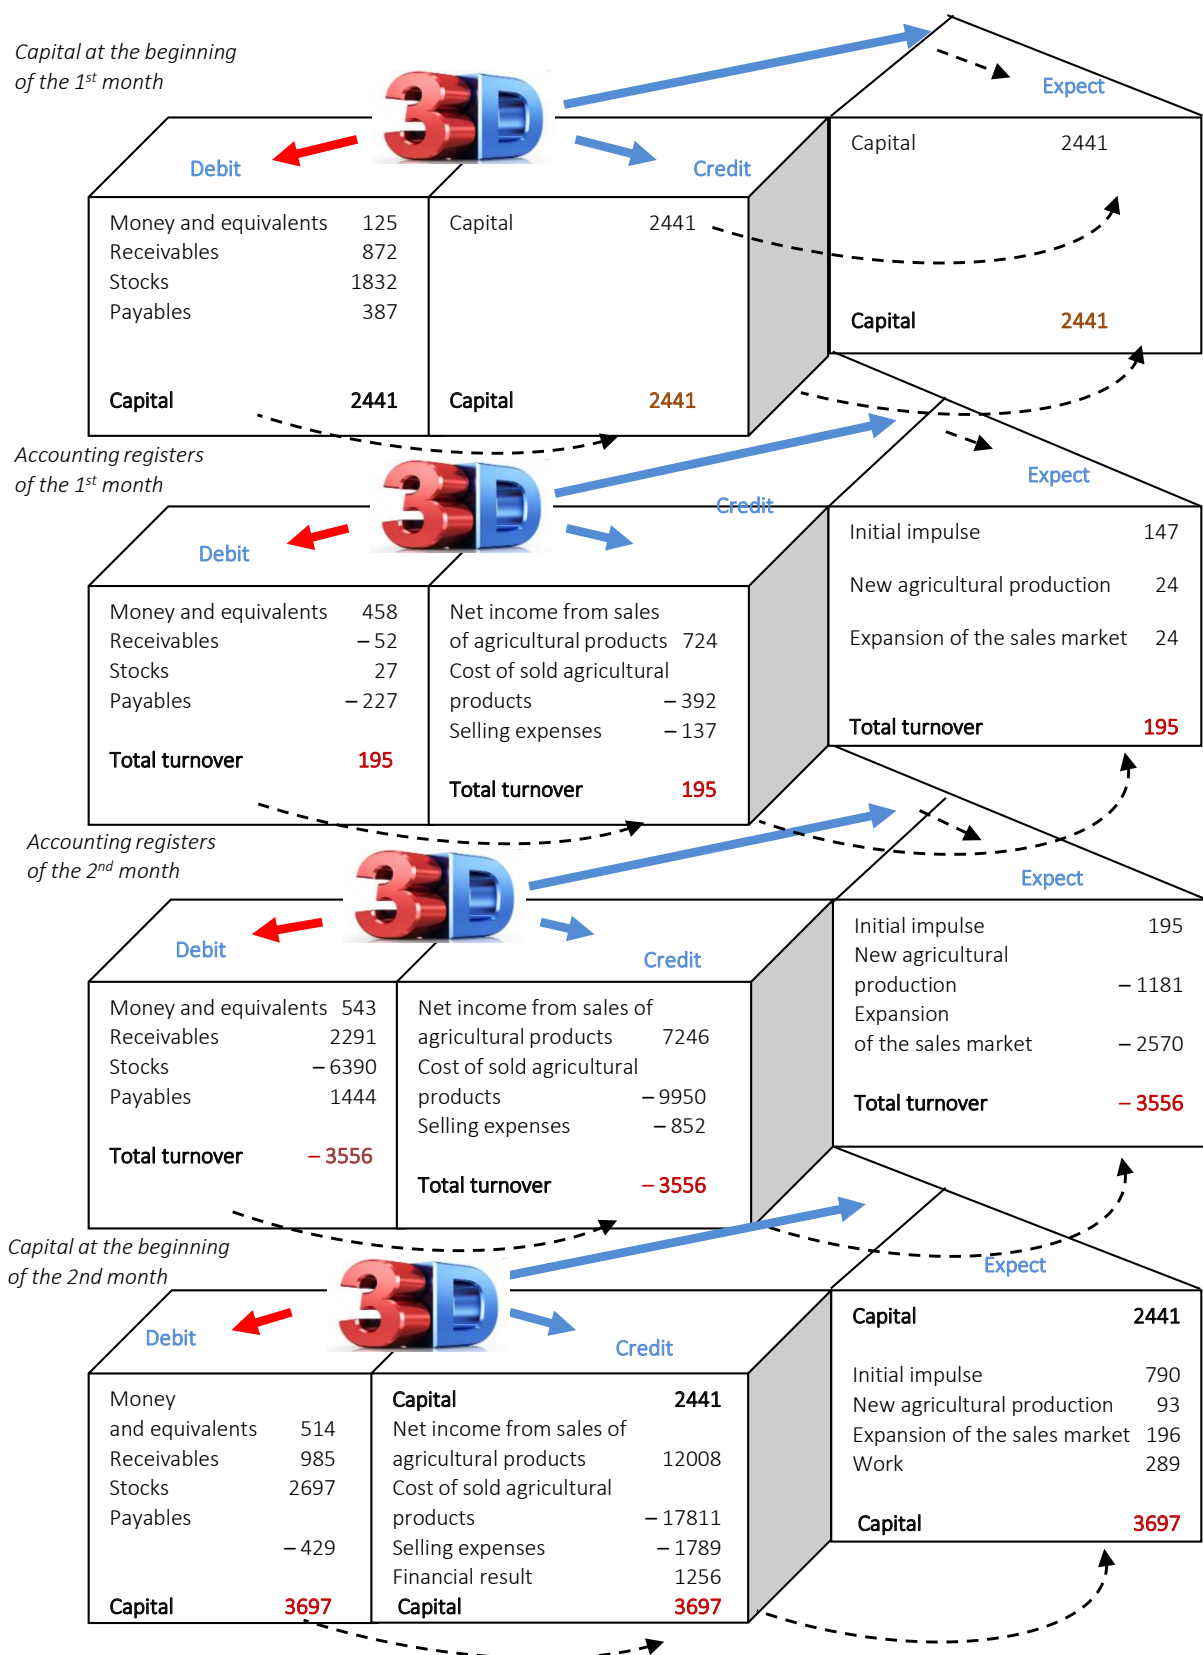 Capital at the beginning
of the 1st month
3D
Debit
Credit
Expect
Money and equivalents 125
Receivables 872
Stocks 1832
Payables 387
Capital 2441
Capital 2441
Capital 2441
Capital 2441
Capital 2441
Accounting registers
of the 1st month
3D
Debit
Credit
Expect
Money and equivalents 458
Receivables – 52
Stocks 27
Payables – 227
Total turnover 195
Net income from sales
of agricultural products 724
Cost of sold agricultural
products – 392
Selling expenses – 137
Total turnover 195
Initial impulse 147
New agricultural production 24
Expansion of the sales market 24
Total turnover 195
Accounting registers
of the 2nd month
3D
Debit
Credit
Expect
Money and equivalents 543
Receivables 2291
Stocks – 6390
Payables 1444
Total turnover – 3556
Net income from sales of
agricultural products 7246
Cost of sold agricultural
products – 9950
Selling expenses – 852
Total turnover – 3556
Initial impulse 195
New agricultural
production – 1181
Expansion
of the sales market – 2570
Total turnover – 3556
Capital at the beginning
of the 2nd month
3D
Debit
Credit
Expect
Money
and equivalents 514
Receivables 985
Stocks 2697
Payables
– 429
Capital 3697
Capital 2441
Net income from sales of
agricultural products 12008
Cost of sold agricultural
products – 17811
Selling expenses – 1789
Financial result 1256
Capital 3697
Capital 2441
Initial impulse 790
New agricultural production 93
Expansion of the sales market 196
Work 289
Capital 3697